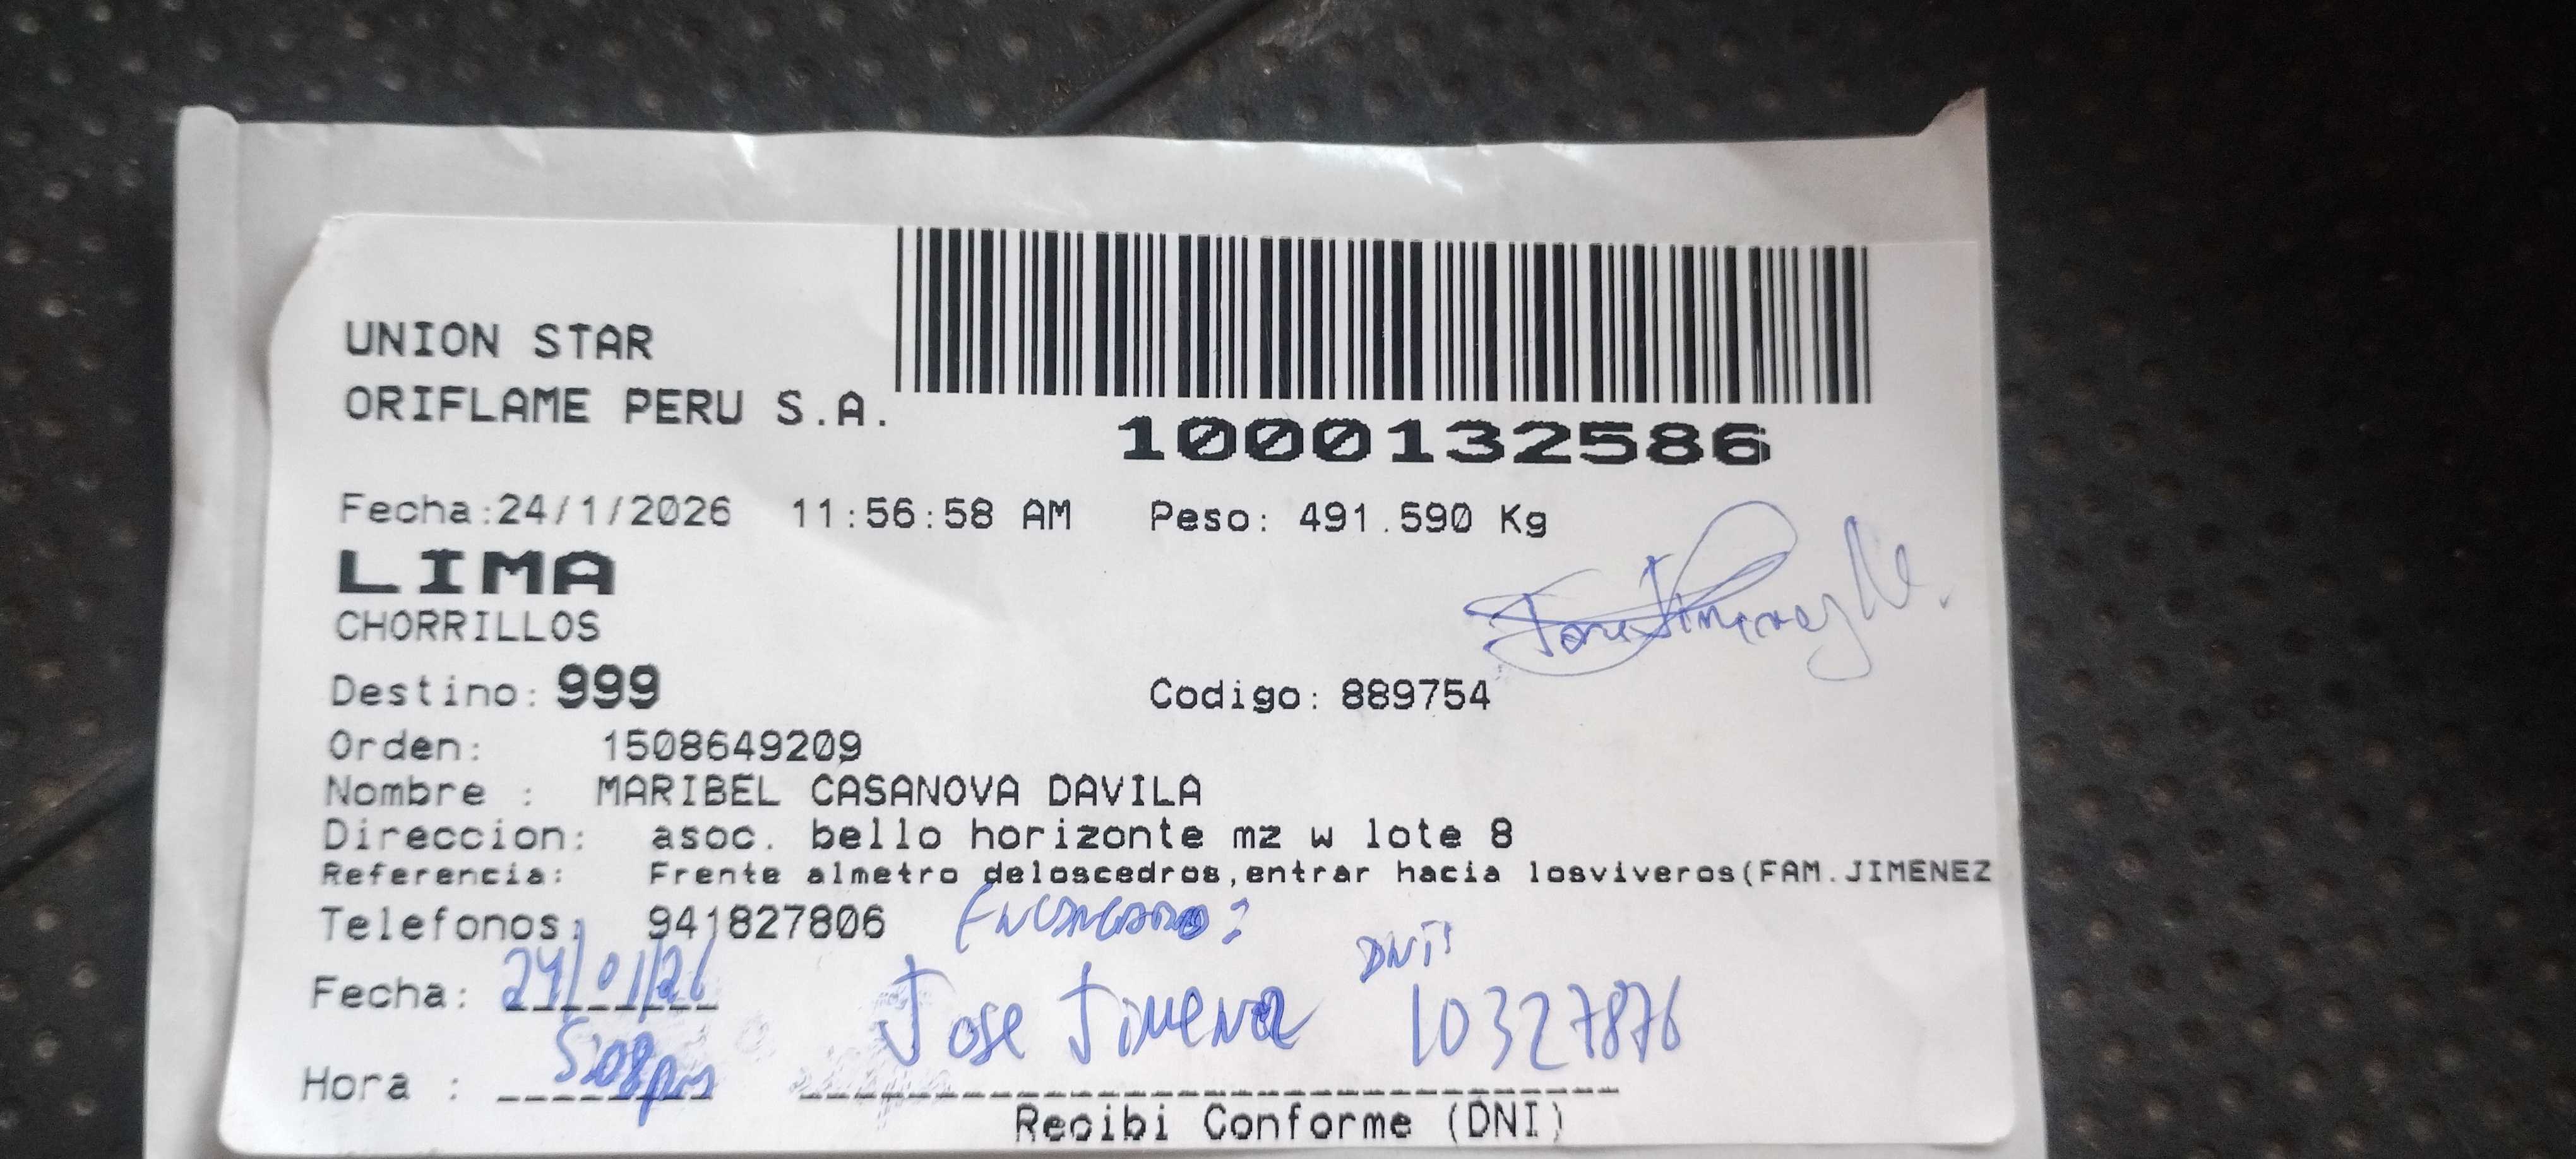 UNION STAR
ORIFLAME PERU S.A.
1000132586
Fecha:24/1/2026 11:56:58 AM Peso: 491.590 Kg
LIMA
CHORRILLOS
Jose Jimenez N.
Destino: 999 Codigo: 889754
Orden: 1508649209
Nombre : MARIBEL CASANOVA DAVILA
Direccion: asoc. bello horizonte mz w lote 8
Referencia: Frente almetro deloscedros,entrar hacia losviveros(FAM.JIMENEZ
Telefonos: 941827806 ENCARGADO:
Fecha: 24/01/26 Jose Jimenez DNI 10327876
Hora : 5:08pm
Recibi Conforme (DNI)